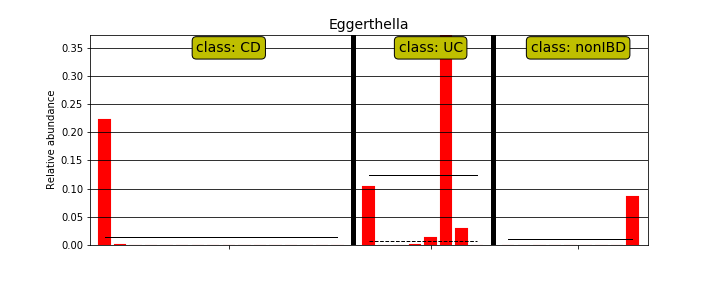 Eggerthella
class: CD
class: UC
class: nonIBD
Relative abundance
0.35
0.30
0.25
0.20
0.15
0.10
0.05
0.00